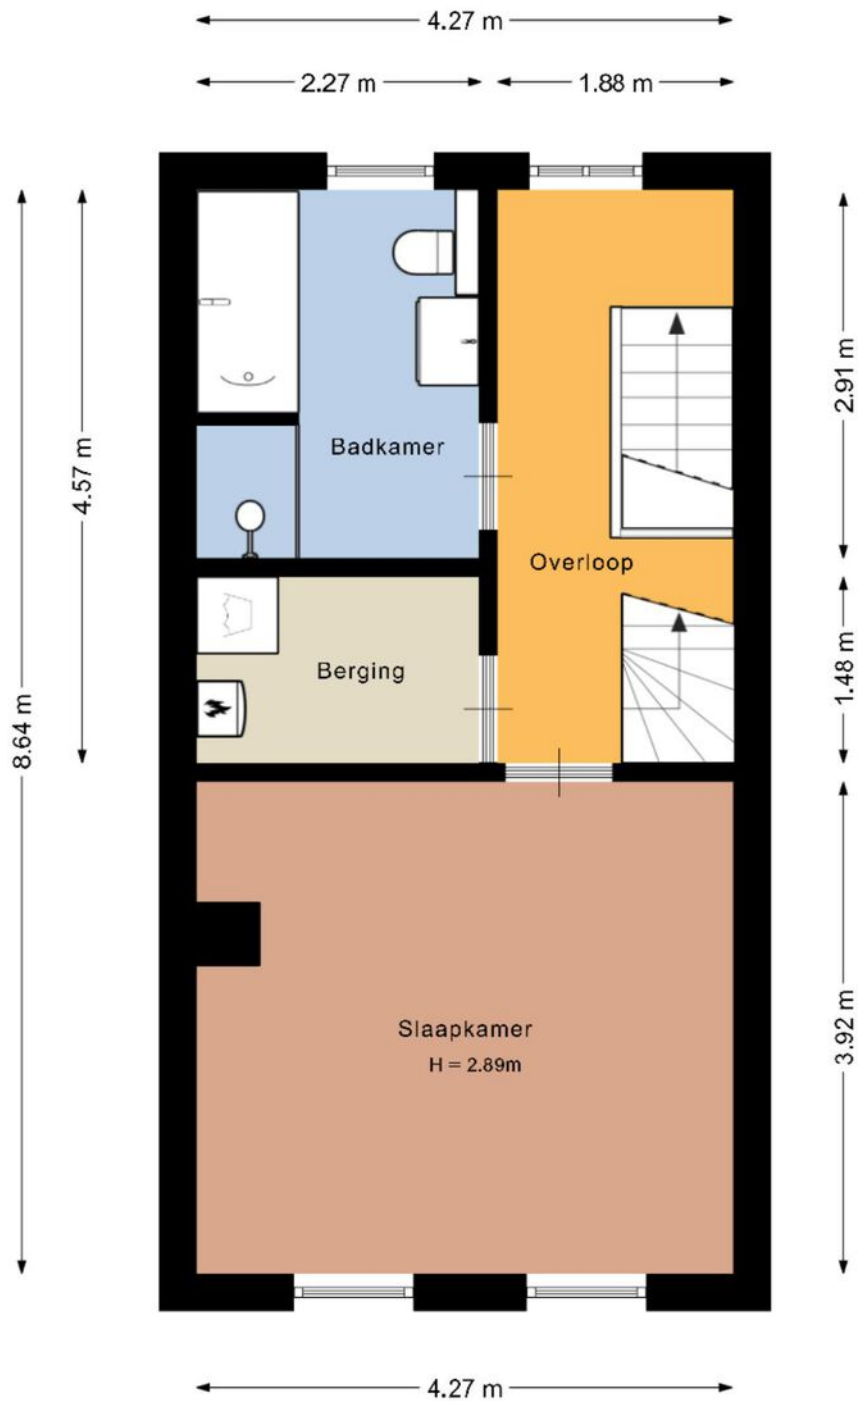 4.27 m
2.27 m
1.88 m
2.91 m
Badkamer
4.57 m
Overloop
1.48 m
Berging
8.64 m
3.92 m
Slaapkamer
H = 2.89m
4.27 m